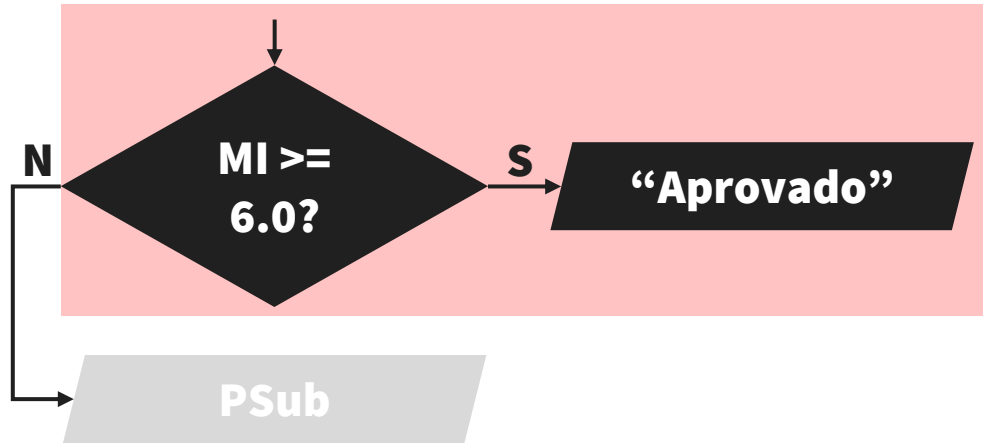 N
MI >=
6.0?
S
“Aprovado”
PSub